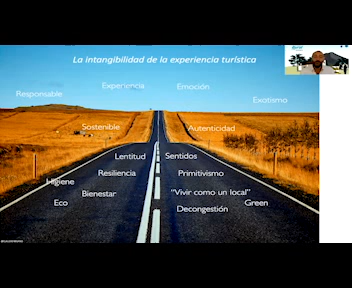 La intangibilidad de la experiencia turística
Experiencia
Emoción
Responsable
Exotismo
Sostenible
Autenticidad
Lentitud
Sentidos
Resiliencia
Primitivismo
Higiene
Bienestar
"Vivir como un local"
Eco
Decongestión
Green